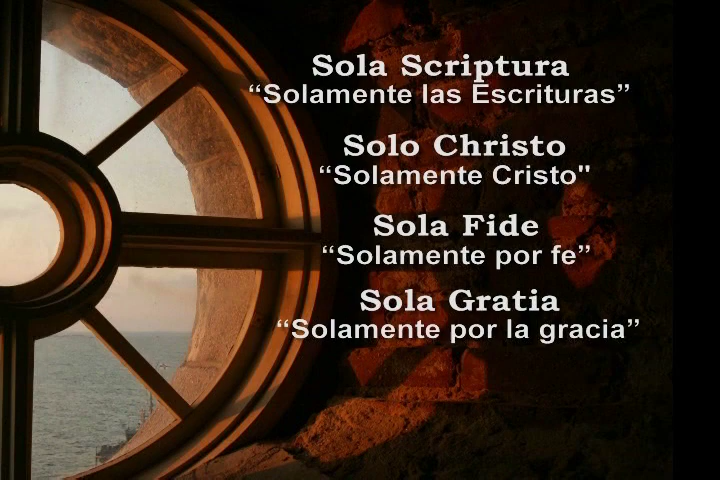 Sola Scriptura
“Solamente las Escrituras”
Solo Christo
“Solamente Cristo"
Sola Fide
“Solamente por fe”
Sola Gratia
“Solamente por la gracia”